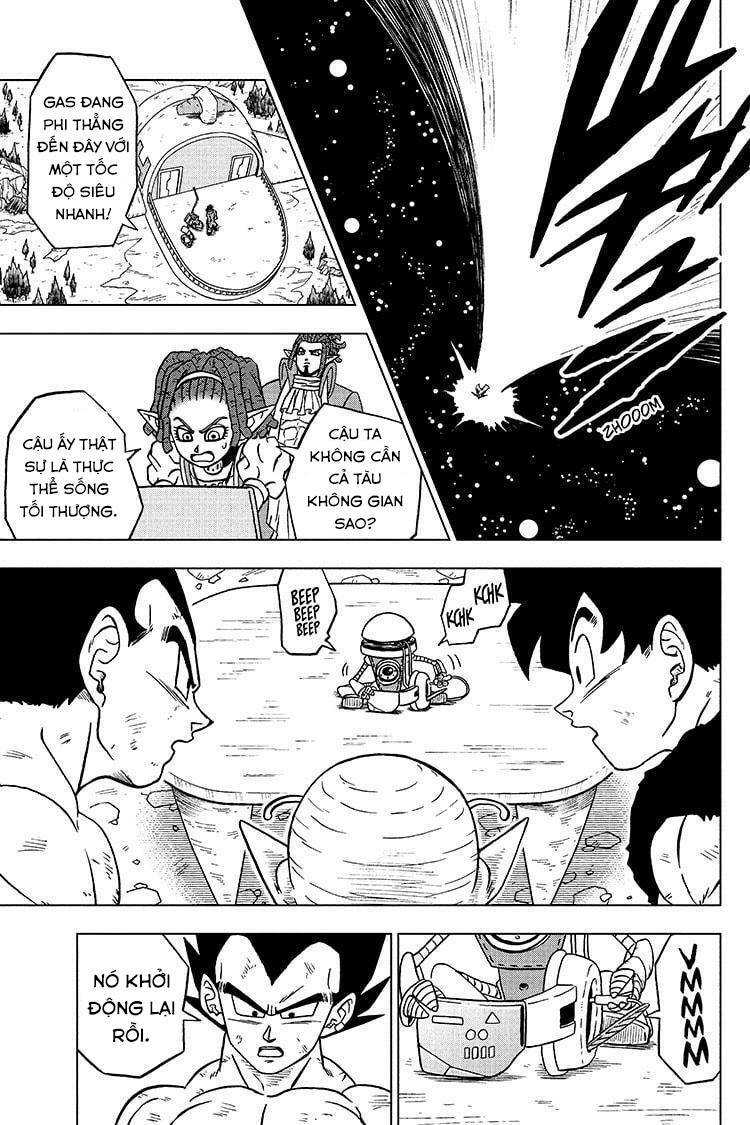 ZHOOOM
GAS ĐANG
PHI THẲNG
ĐẾN ĐÂY VỚI
MỘT TỐC
ĐỘ SIÊU
NHANH!
CẬU TA
KHÔNG CẦN
CẢ TÀU
KHÔNG GIAN
SAO?
CẬU ẤY THẬT
SỰ LÀ THỰC
THỂ SỐNG
TỐI THƯỢNG.
KCHK
KCHK
BEEP
BEEP
BEEP
VMMMM
NÓ KHỞI
ĐỘNG LẠI
RỒI.